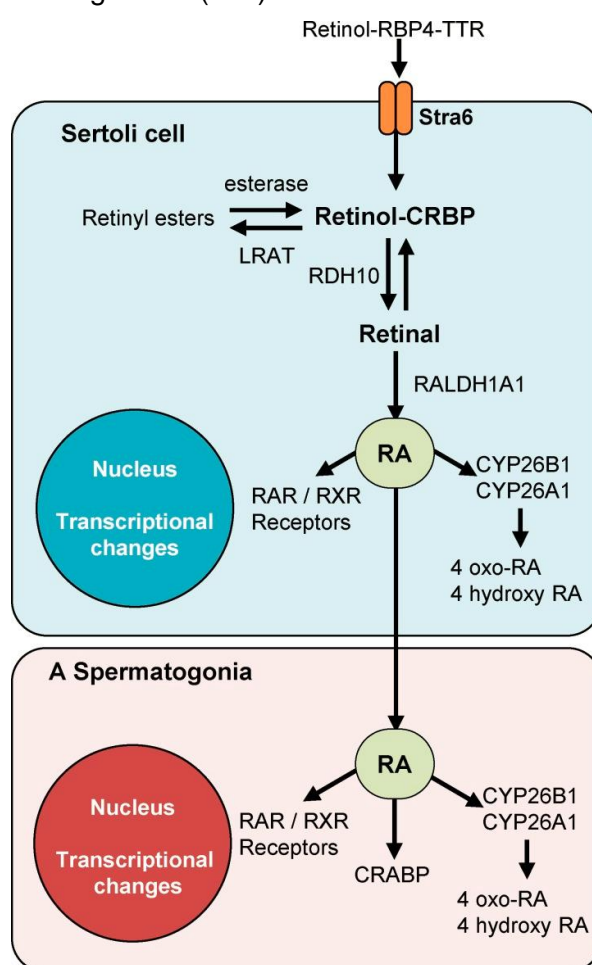 Retinol-RBP4-TTR
Stra6
Sertoli cell
esterase
Retinyl esters
Retinol-CRBP
LRAT
RDH10
Retinal
RALDH1A1
RA
Nucleus
Transcriptional
changes
RAR / RXR
Receptors
CYP26B1
CYP26A1
4 oxo-RA
4 hydroxy RA
A Spermatogonia
RA
Nucleus
Transcriptional
changes
RAR / RXR
Receptors
CRABP
CYP26B1
CYP26A1
4 oxo-RA
4 hydroxy RA